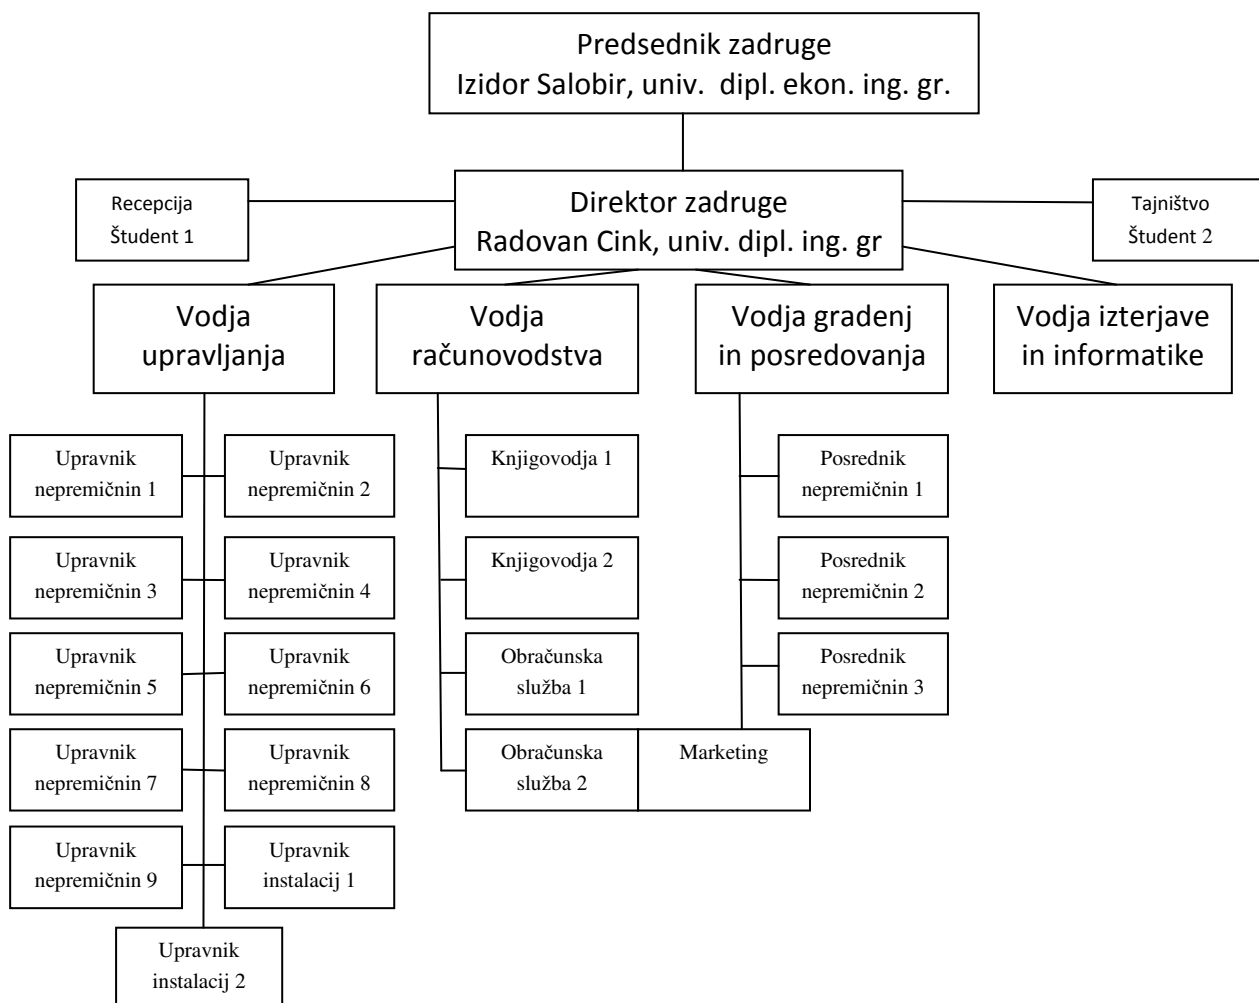 Predsednik zadruge
Izidor Salobir, univ. dipl. ekon. ing. gr.
Recepcija
Študent 1
Direktor zadruge
Radovan Cink, univ. dipl. ing. gr
Tajništvo
Študent 2
Vodja
upravljanja
Vodja
računovodstva
Vodja gradenj
in posredovanja
Vodja izterjave
in informatike
Upravnik
nepremičnin 1
Upravnik
nepremičnin 2
Knjigovodja 1
Posrednik
nepremičnin 1
Upravnik
nepremičnin 3
Upravnik
nepremičnin 4
Knjigovodja 2
Posrednik
nepremičnin 2
Upravnik
nepremičnin 5
Upravnik
nepremičnin 6
Obračunska
služba 1
Posrednik
nepremičnin 3
Upravnik
nepremičnin 7
Upravnik
nepremičnin 8
Obračunska
služba 2
Marketing
Upravnik
nepremičnin 9
Upravnik
instalacij 1
Upravnik
instalacij 2